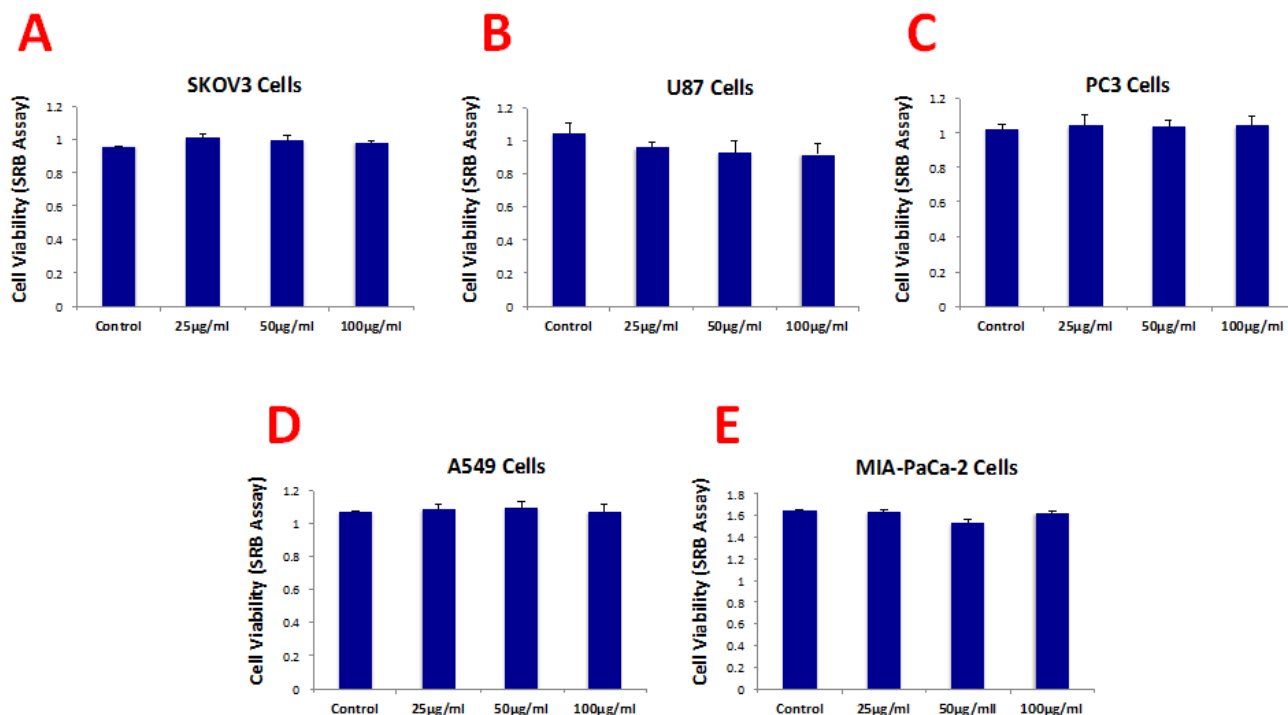 A
SKOV3 Cells
Cell Viability (SRB Assay)
1.2
1
0.8
0.6
0.4
0.2
0
Control 25µg/ml 50µg/ml 100µg/ml
B
U87 Cells
Cell Viability (SRB Assay)
1.2
1
0.8
0.6
0.4
0.2
0
Control 25µg/ml 50µg/ml 100µg/ml
C
PC3 Cells
Cell Viability (SRB Assay)
1.2
1
0.8
0.6
0.4
0.2
0
Control 25µg/ml 50µg/ml 100µg/ml
D
A549 Cells
Cell Viability (SRB Assay)
1.2
1
0.8
0.6
0.4
0.2
0
Control 25µg/ml 50µg/ml 100µg/ml
E
MIA-PaCa-2 Cells
Cell Viability (SRB Assay)
1.8
1.6
1.4
1.2
1
0.8
0.6
0.4
0.2
0
Control 25µg/ml 50µg/mll 100µg/ml